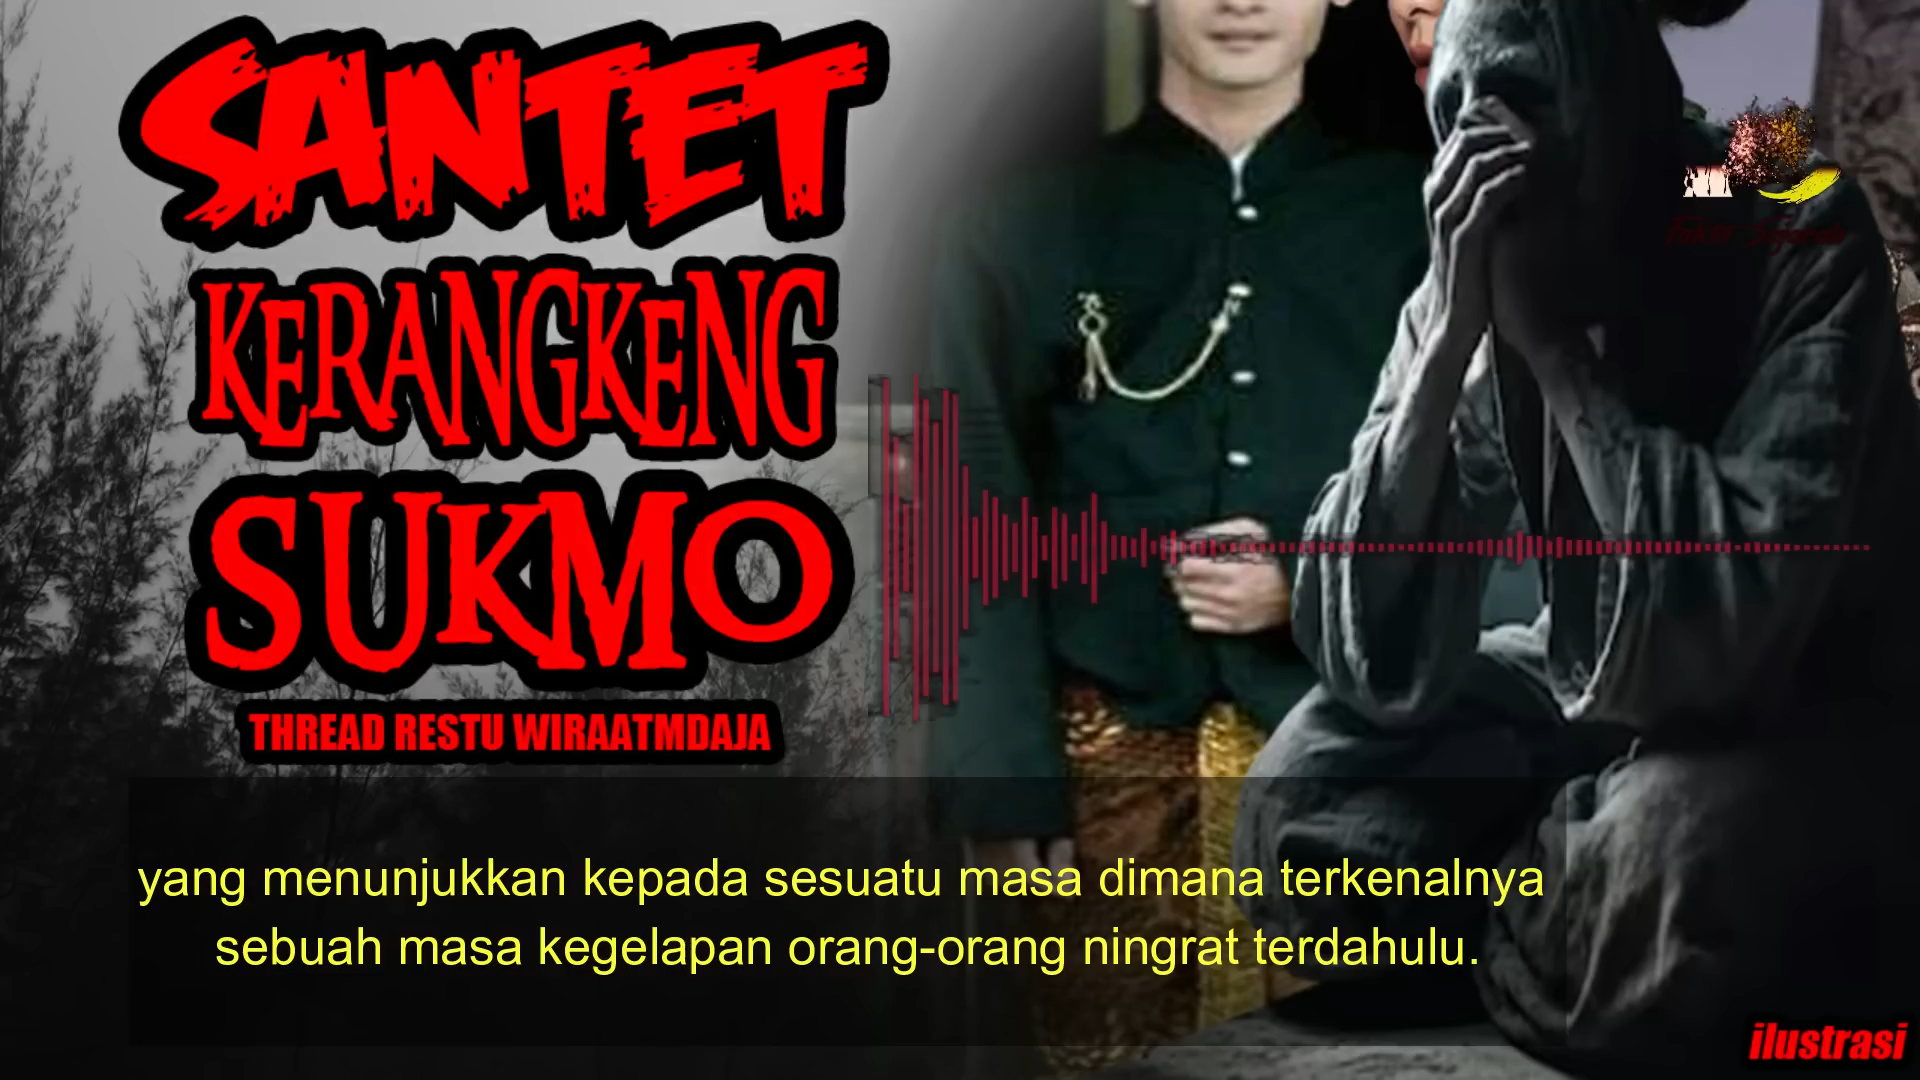 SANTET
KERANGKENG
SUKMO
THREAD RESTU WIRAATMDAJA
yang menunjukkan kepada sesuatu masa dimana terkenalnya
sebuah masa kegelapan orang-orang ningrat terdahulu.
ilustrasi